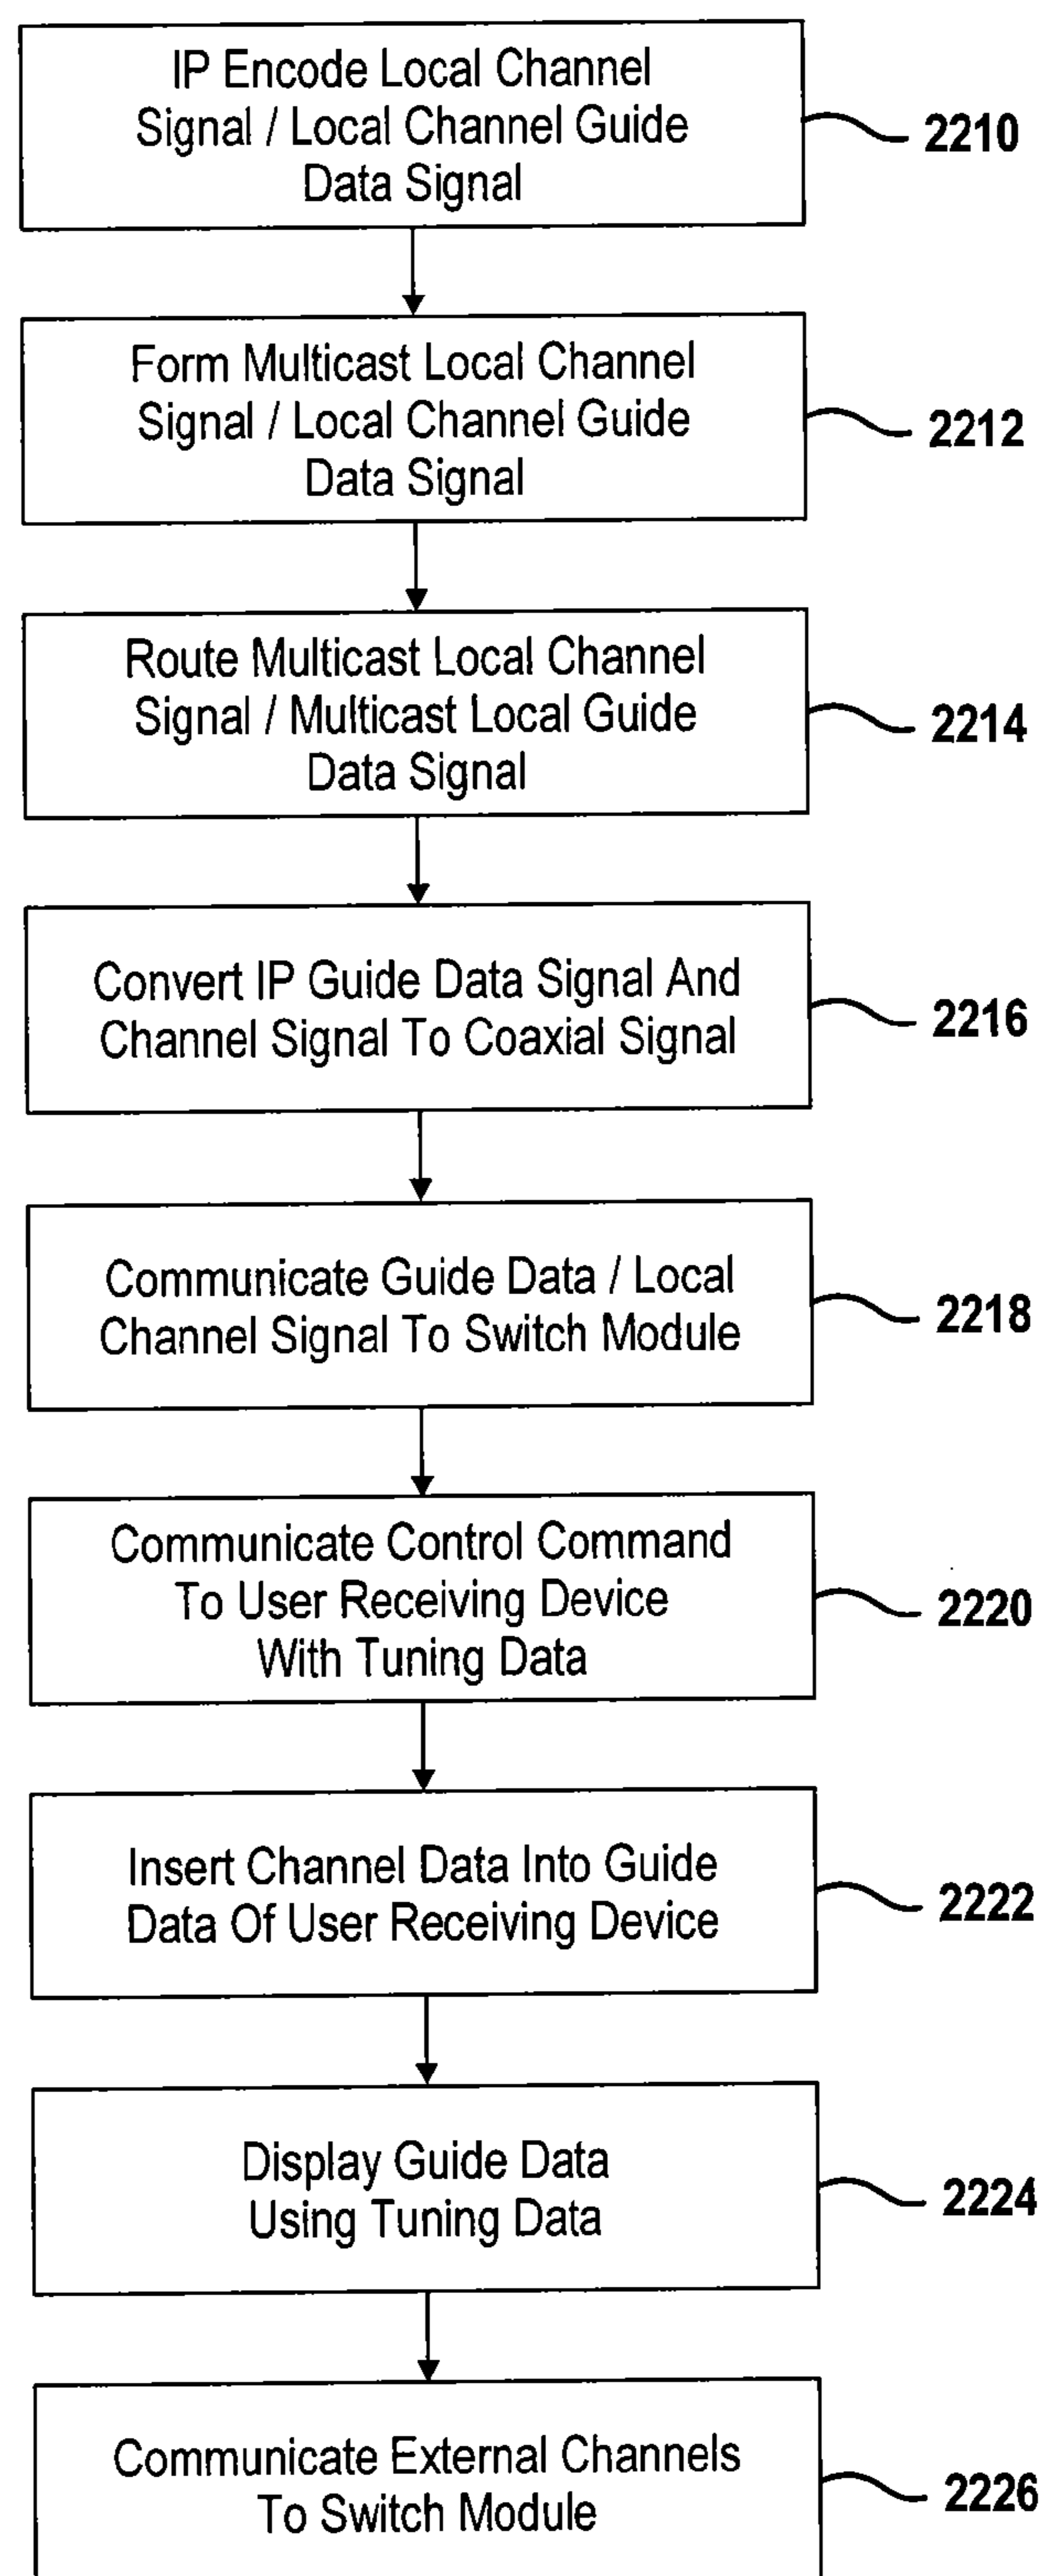 IP Encode Local Channel
Signal / Local Channel Guide
Data Signal
2210
Form Multicast Local Channel
Signal / Local Channel Guide
Data Signal
2212
Route Multicast Local Channel
Signal / Multicast Local Guide
Data Signal
2214
Convert IP Guide Data Signal And
Channel Signal To Coaxial Signal
2216
Communicate Guide Data / Local
Channel Signal To Switch Module
2218
Communicate Control Command
To User Receiving Device
With Tuning Data
2220
Insert Channel Data Into Guide
Data Of User Receiving Device
2222
Display Guide Data
Using Tuning Data
2224
Communicate External Channels
To Switch Module
2226